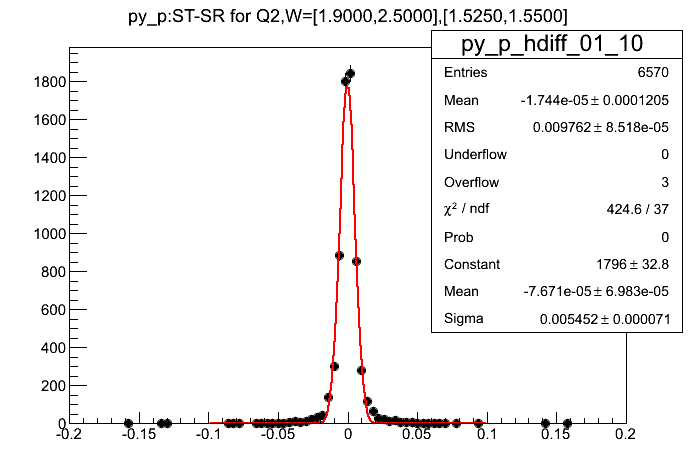 py_p:ST-SR for Q2,W=[1.9000,2.5000],[1.5250,1.5500]
py_p_hdiff_01_10
Entries 6570
Mean -1.744e-05 ± 0.0001205
RMS 0.009762 ± 8.518e-05
Underflow 0
Overflow 3
χ² / ndf 424.6 / 37
Prob 0
Constant 1796 ± 32.8
Mean -7.671e-05 ± 6.983e-05
Sigma 0.005452 ± 0.000071
1800
1600
1400
1200
1000
800
600
400
200
0
-0.2 -0.15 -0.1 -0.05 0 0.05 0.1 0.15 0.2